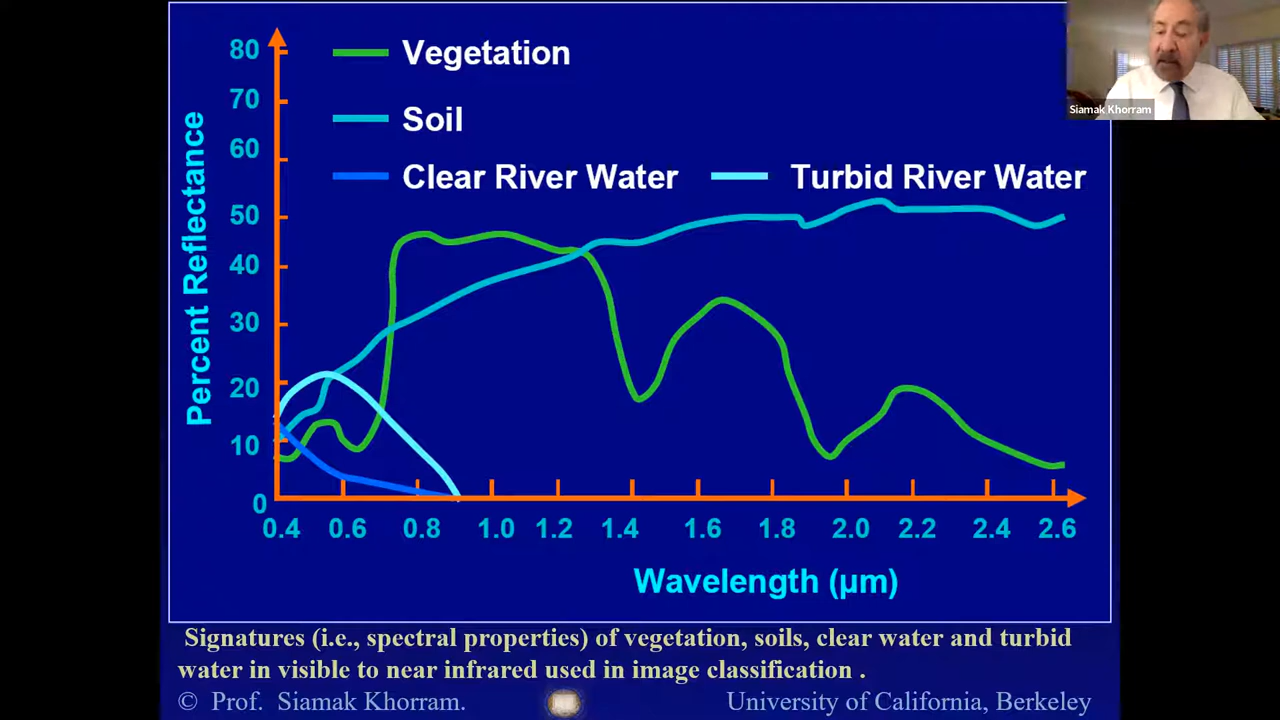 80
70
60
50
40
30
20
10
0
Percent Reflectance
Vegetation
Soil
Clear River Water
Turbid River Water
0.4 0.6 0.8 1.0 1.2 1.4 1.6 1.8 2.0 2.2 2.4 2.6
Wavelength (µm)
Siamak Khorram
Signatures (i.e., spectral properties) of vegetation, soils, clear water and turbid
water in visible to near infrared used in image classification .
© Prof. Siamak Khorram.
University of California, Berkeley